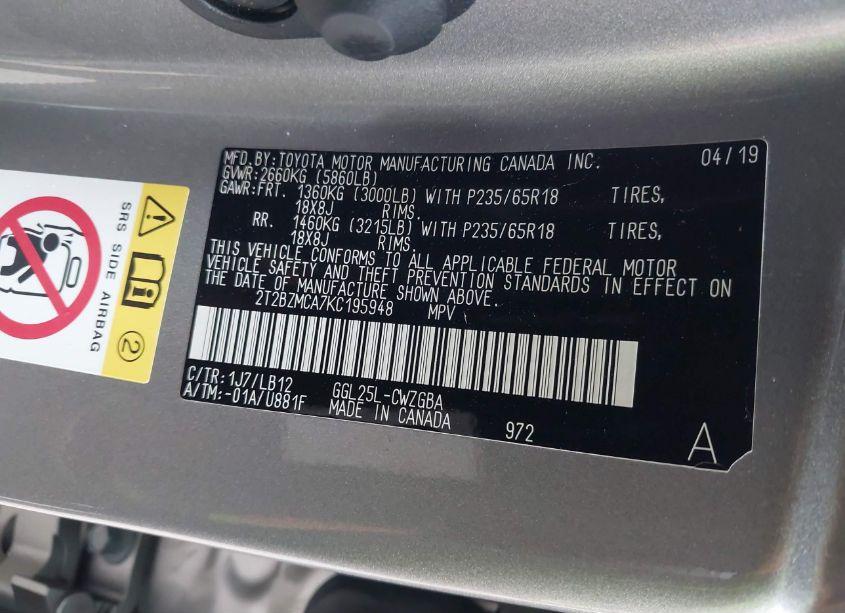 MFD.BY:TOYOTA MOTOR MANUFACTURING CANADA INC. 04/19
GVWR:2660KG (5860LB)
GAWR:FRT. 1360KG (3000LB) WITH P235/65R18 TIRES,
18X8J RIMS.
RR. 1460KG (3215LB) WITH P235/65R18 TIRES,
18X8J RIMS.
THIS VEHICLE CONFORMS TO ALL APPLICABLE FEDERAL MOTOR
VEHICLE SAFETY AND THEFT PREVENTION STANDARDS IN EFFECT ON
THE DATE OF MANUFACTURE SHOWN ABOVE.
2T2BZMCA7KC195948 MPV
C/TR:1J7/LB12 GGL25L-CWZGBA
A/TM:-01A/U881F MADE IN CANADA
972
A
SRS SIDE AIRBAG
2